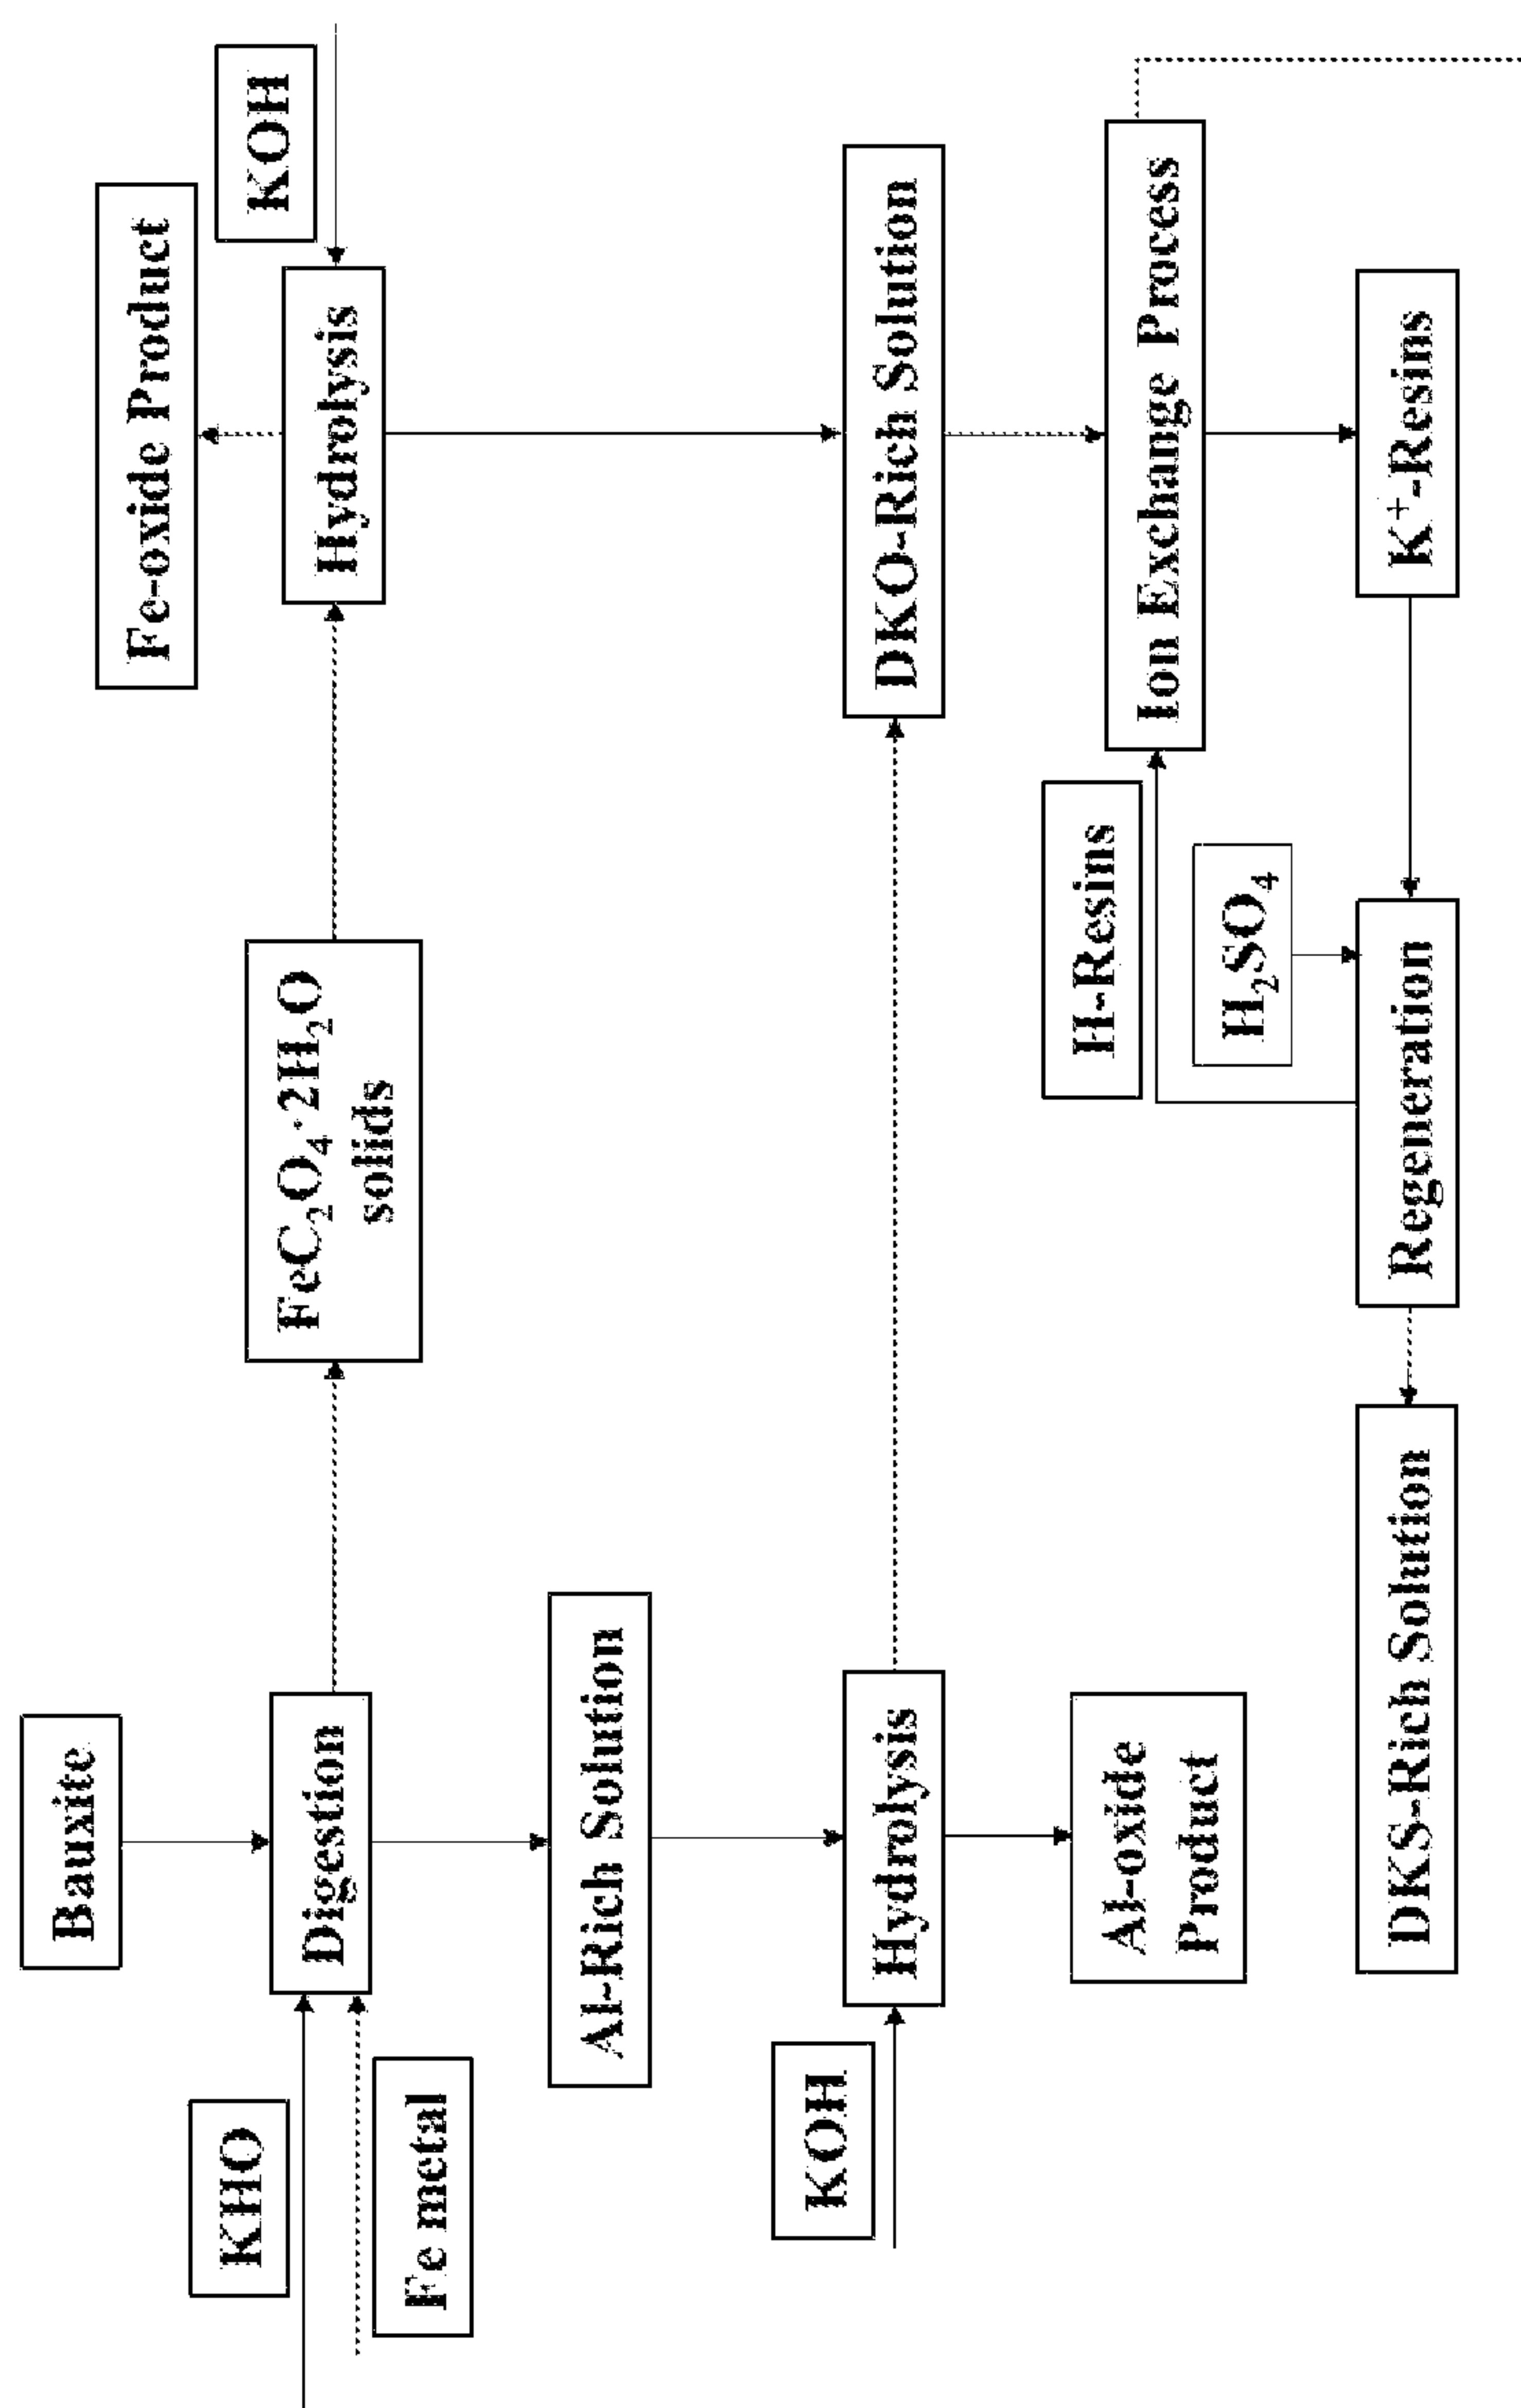 Bauxite
KHO
Digestion
Fe metal
FeC₂O₄·2H₂O
solids
Fe-oxide Product
KOH
Hydrolysis
Al-Rich Solution
KOH
Hydrolysis
DKO-Rich Solution
Al-oxide
Product
H-Resins
Ion Exchange Process
H₂SO₄
DKS-Rich Solution
Regeneration
K⁺-Resins